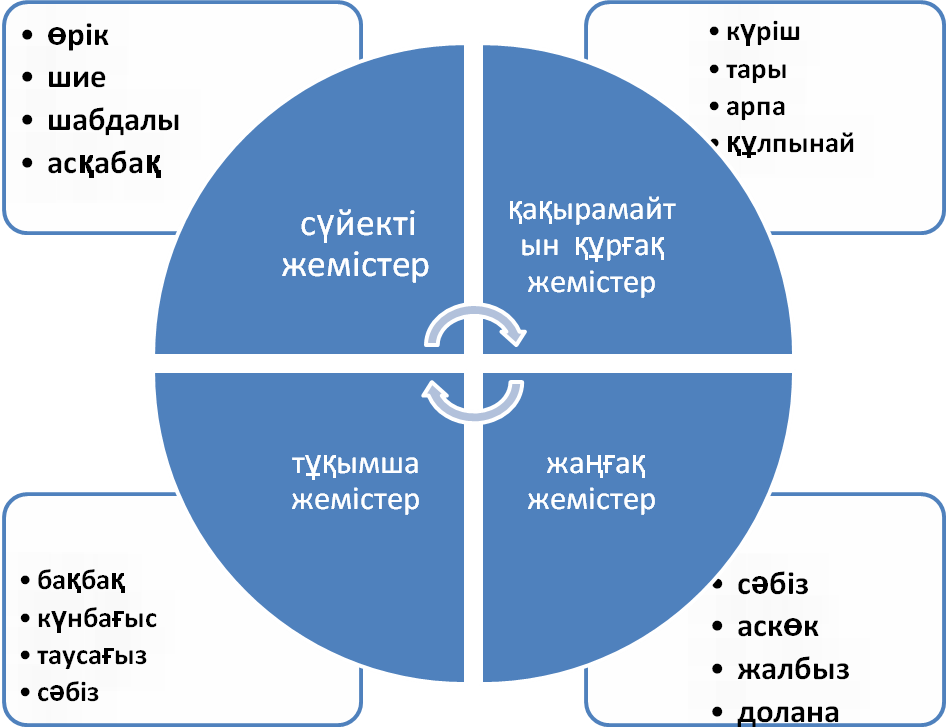 өрік
шие
шабдалы
асқабақ
күріш
тары
арпа
құлпынай
сүйекті
жемістер
қақырамайт
ын құрғақ
жемістер
тұқымша
жемістер
жаңғақ
жемістер
бақбақ
күнбағыс
таусағыз
сәбіз
сәбіз
аскөк
жалбыз
долана